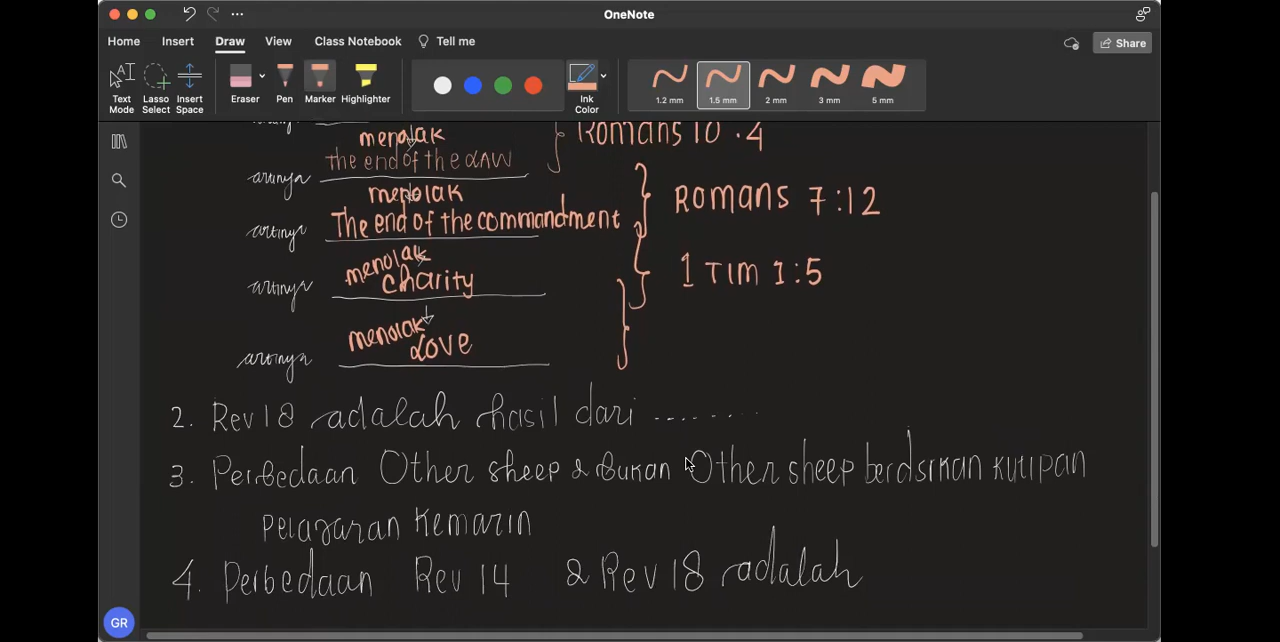 OneNote
Home Insert Draw View Class Notebook Tell me
Share
Text Mode
Lasso Select
Insert Space
Eraser
Pen
Marker
Highlighter
Ink Color
1.2 mm
1.5 mm
2 mm
3 mm
5 mm
menolak
Romans 10.4
artinya the end of the LAW
menolak
Romans 7:12
artinya The end of the commandment
menolak
1 TIM 1:5
artinya charity
menolak
artinya Love
2. Rev 18 adalah hasil dari ........
3. Perbedaan Other sheep & Bukan Other sheep berdsrkan kutipan
pelajaran kemarin
4. Perbedaan Rev 14 & Rev 18 adalah
GR